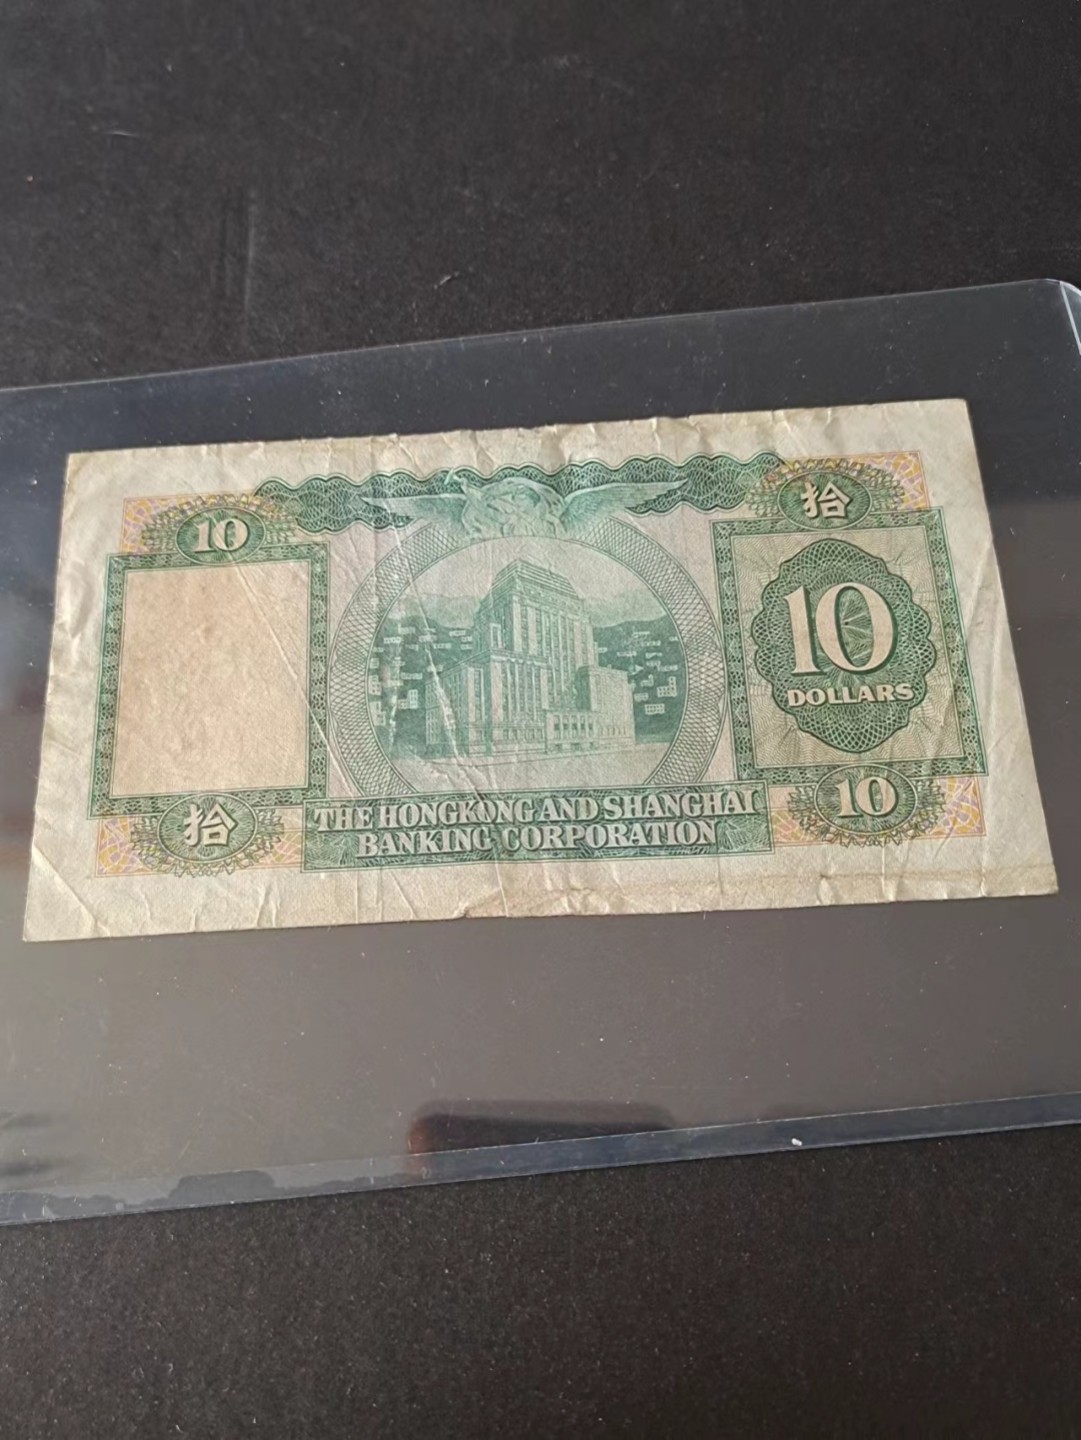 10
拾
10
DOLLARS
拾
THE HONGKONG AND SHANGHAI
BANKING CORPORATION
10